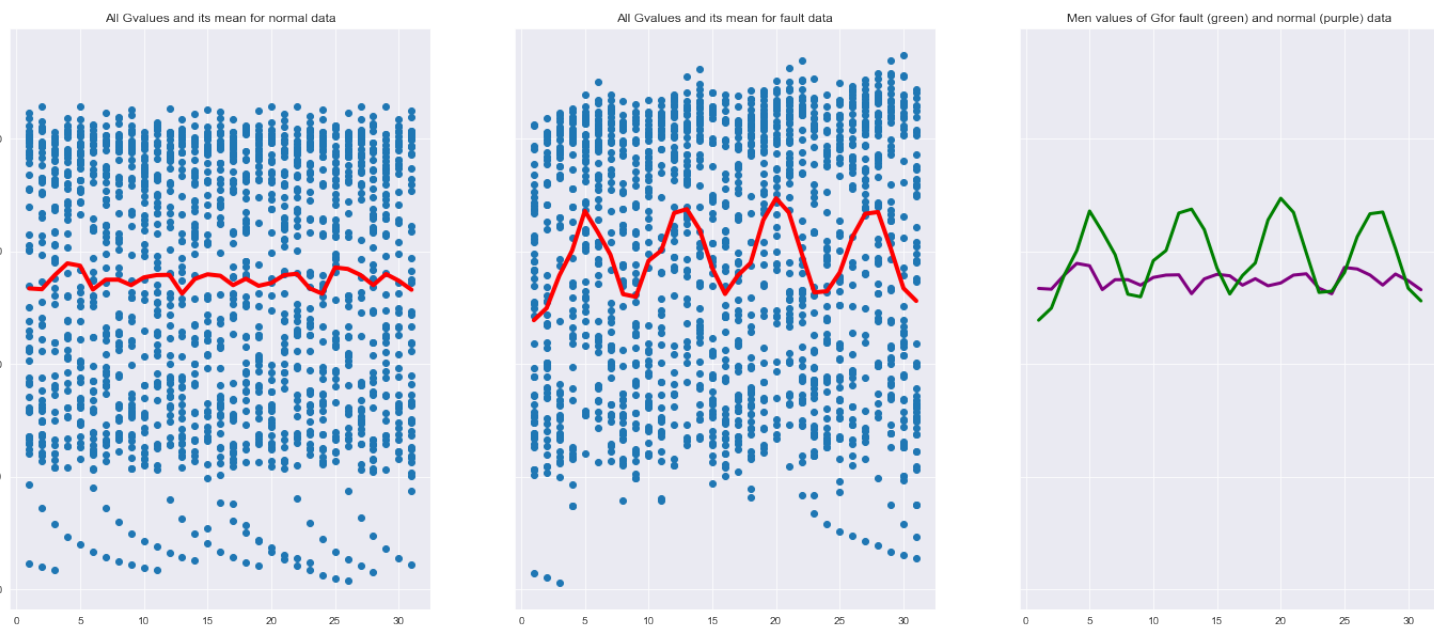 All Gvalues and its mean for normal data
All Gvalues and its mean for fault data
Men values of Gfor fault (green) and normal (purple) data
0 5 10 15 20 25 30
0 5 10 15 20 25 30
0 5 10 15 20 25 30